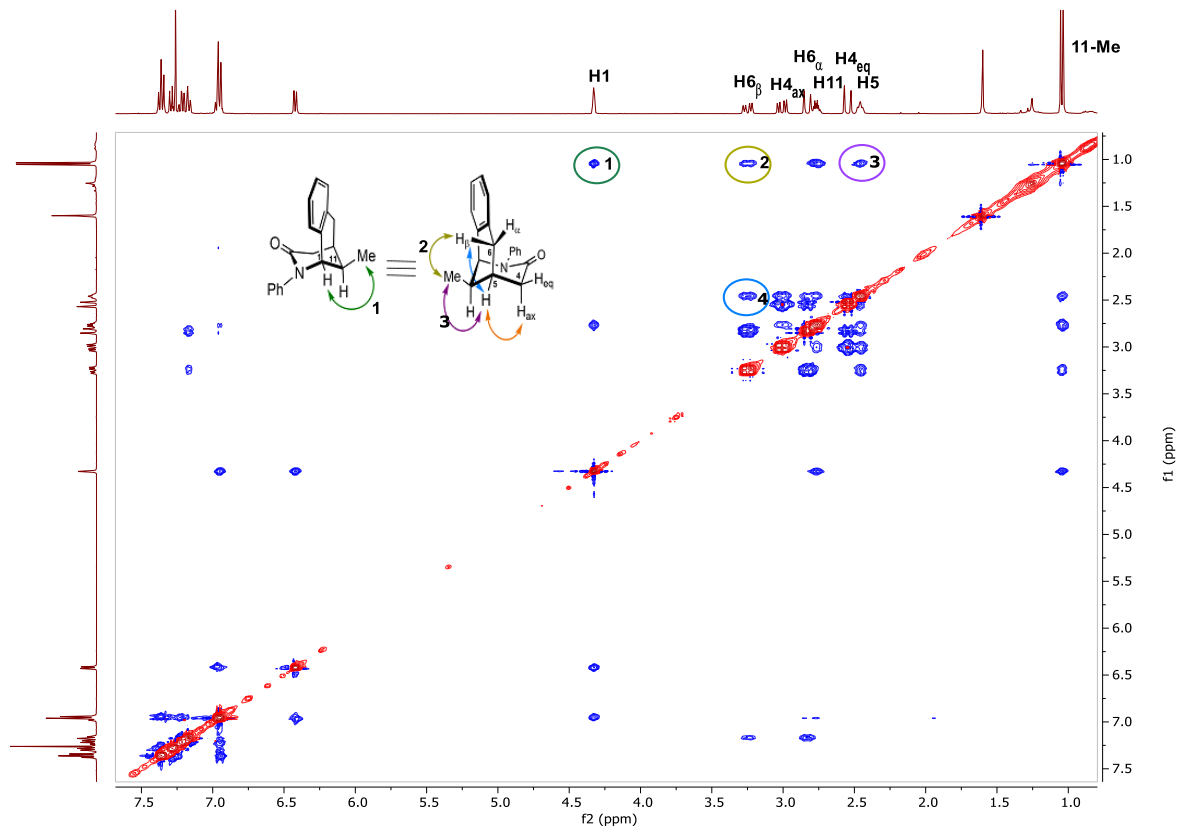 11-Me
H6α
H4eq
H1
H6β
H4ax
H11
H5
1
2
3
1.0
1.5
2.0
2.5
3.0
3.5
4.0
4.5
5.0
5.5
6.0
6.5
7.0
7.5
f1 (ppm)
Hα
2
Hβ
6
Ph
O
N
O
1
11
Me
N
H
H
Ph
1
Me
5
4
Heq
3
H
H
Hax
4
7.5 7.0 6.5 6.0 5.5 5.0 4.5 4.0 3.5 3.0 2.5 2.0 1.5 1.0
f2 (ppm)